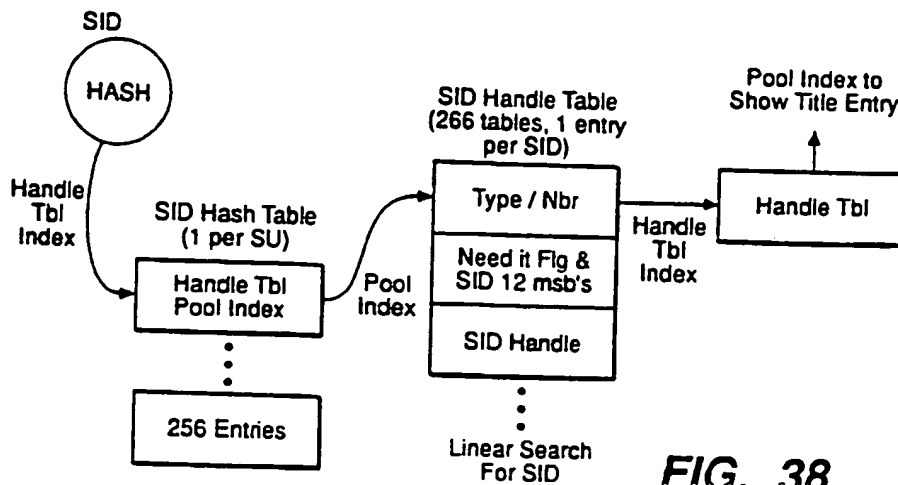 SID
HASH
Handle
Tbl
Index
SID Hash Table
(1 per SU)
Handle Tbl
Pool Index
256 Entries
Pool
Index
SID Handle Table
(266 tables, 1 entry
per SID)
Type / Nbr
Need it Flg &
SID 12 msb's
SID Handle
Linear Search
For SID
Handle
Tbl
Index
Pool Index to
Show Title Entry
Handle Tbl
FIG. 38